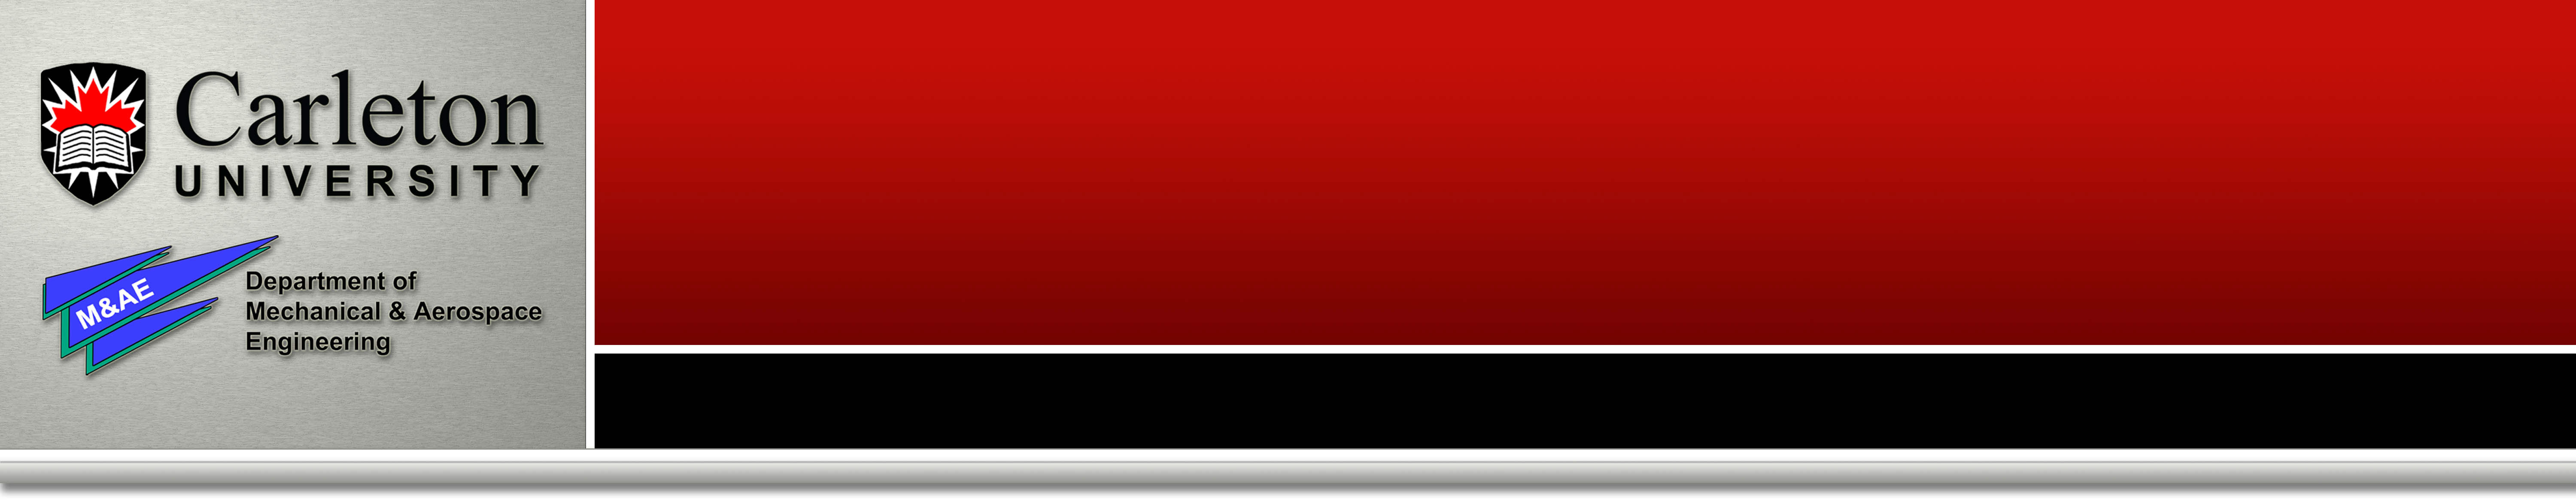 Carleton
UNIVERSITY
M&AE
Department of
Mechanical & Aerospace
Engineering